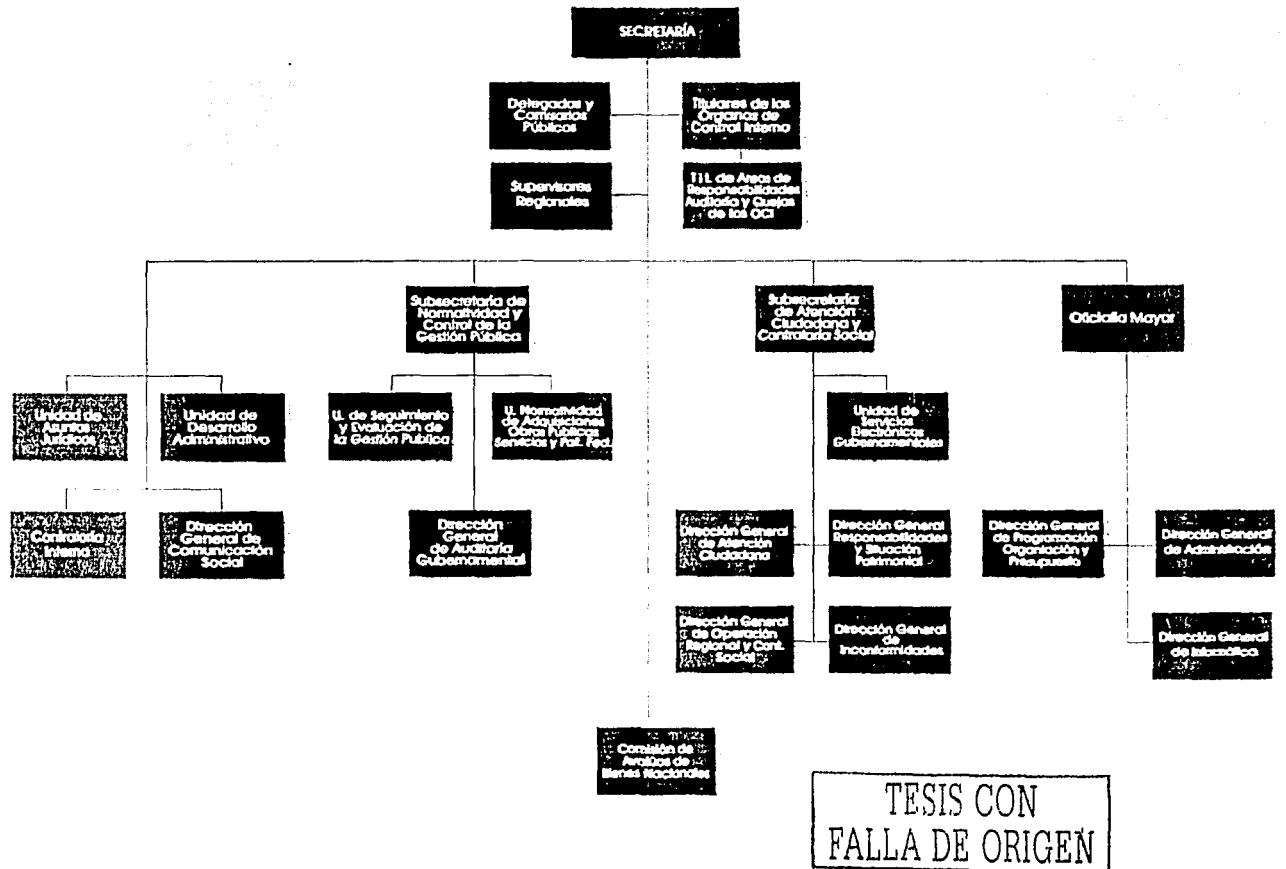 SECRETARÍA
Delegados y
Comisarios
Públicos
Titulares de los
Órganos de
Control Interno
Supervisores
Regionales
Tit. de Areas de
Responsabilidades
Auditoría y Quejas
de los OCI
Subsecretaría de
Normatividad y
Control de la
Gestión Pública
Subsecretaría
de Atención
Ciudadana y
Contraloría Social
Oficialía Mayor
Unidad de
Asuntos
Jurídicos
Unidad de
Desarrollo
Administrativo
U. de Seguimiento
y Evaluación de
la Gestión Pública
U. Normatividad
de Adquisiciones
Obras Públicas
Servicios y Pat. Fed.
Unidad de
Servicios
Electrónicos
Gubernamentales
Contraloría
Interna
Dirección
General de
Comunicación
Social
Dirección
General
de Auditoría
Gubernamental
Dirección General
de Atención
Ciudadana
Dirección General
Responsabilidades
y Situación
Patrimonial
Dirección General
de Programación
Organización y
Presupuesto
Dirección General
de Administración
Dirección General
de Operación
Regional y Cont.
Social
Dirección General
de
Inconformidades
Dirección General
de Informática
Comisión de
Avalúos de
Bienes Nacionales
TESIS CON
FALLA DE ORIGEN